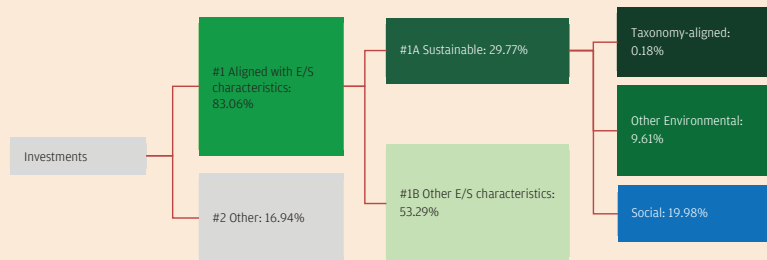 Investments
#1 Aligned with E/S
characteristics:
83.06%
#2 Other: 16.94%
#1A Sustainable: 29.77%
#1B Other E/S characteristics:
53.29%
Taxonomy-aligned:
0.18%
Other Environmental:
9.61%
Social: 19.98%